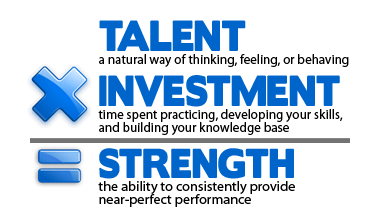 TALENT
a natural way of thinking, feeling, or behaving
INVESTMENT
time spent practicing, developing your skills,
and building your knowledge base
STRENGTH
the ability to consistently provide
near-perfect performance